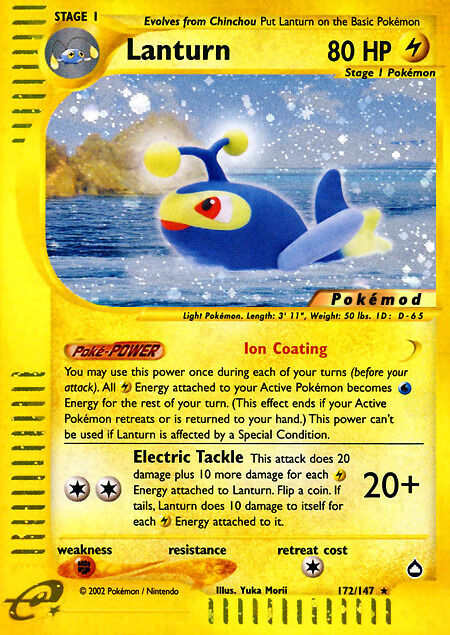 STAGE 1
Evolves from Chinchou Put Lanturn on the Basic Pokémon
Lanturn
80 HP
Stage 1 Pokémon
Pokémod
Light Pokémon. Length: 3' 11", Weight: 50 lbs. ID: D-65
Poké-POWER Ion Coating
You may use this power once during each of your turns (before your
attack). All Energy attached to your Active Pokémon becomes
Energy for the rest of your turn. (This effect ends if your Active
Pokémon retreats or is returned to your hand.) This power can't
be used if Lanturn is affected by a Special Condition.
Electric Tackle This attack does 20
damage plus 10 more damage for each
Energy attached to Lanturn. Flip a coin. If
tails, Lanturn does 10 damage to itself for
each Energy attached to it.
20+
weakness resistance retreat cost
© 2002 Pokémon / Nintendo Illus. Yuka Morii 172/147 ★